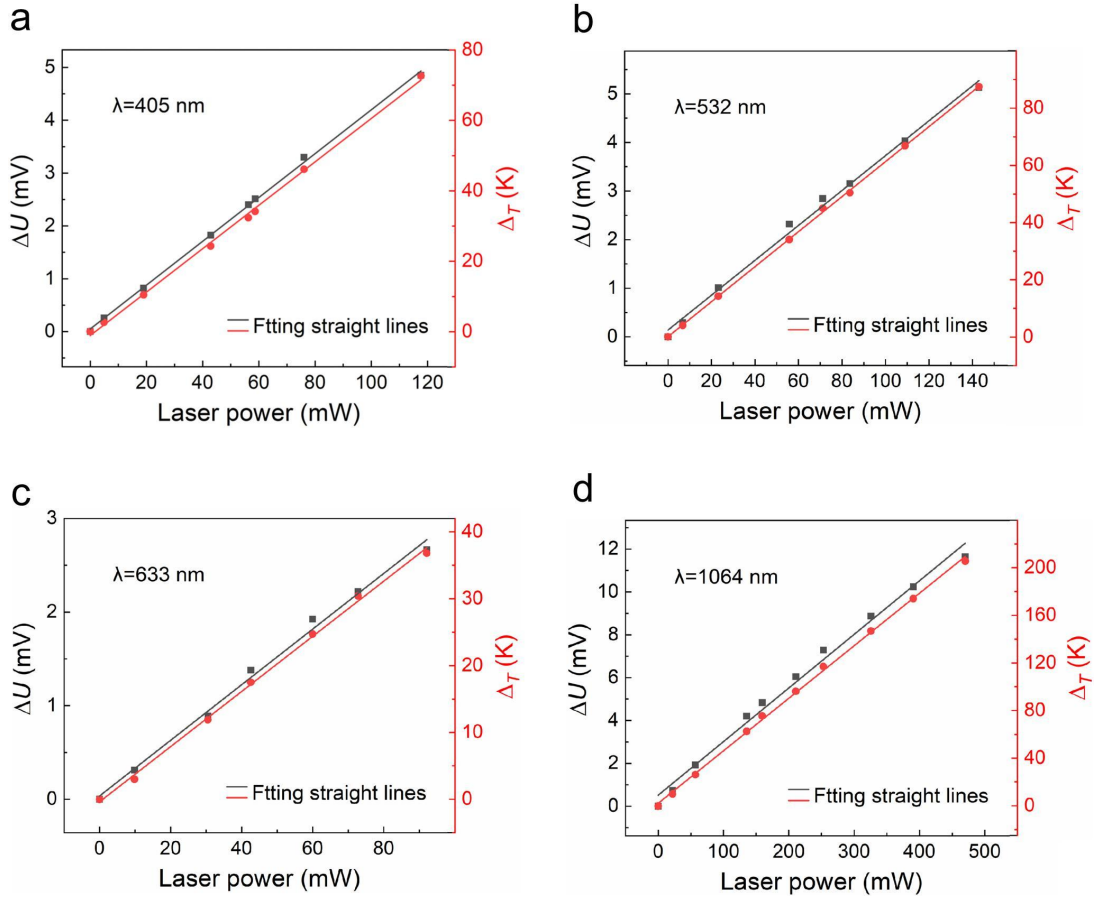 a
5
4
3
2
1
0
ΔU (mV)
80
60
40
20
0
Δ_T (K)
λ=405 nm
Ftting straight lines
0 20 40 60 80 100 120
Laser power (mW)
b
5
4
3
2
1
0
ΔU (mV)
80
60
40
20
0
Δ_T (K)
λ=532 nm
Ftting straight lines
0 20 40 60 80 100 120 140
Laser power (mW)
c
3
2
1
0
ΔU (mV)
40
30
20
10
0
Δ_T (K)
λ=633 nm
Ftting straight lines
0 20 40 60 80
Laser power (mW)
d
12
10
8
6
4
2
0
ΔU (mV)
200
160
120
80
40
0
Δ_T (K)
λ=1064 nm
Ftting straight lines
0 100 200 300 400 500
Laser power (mW)